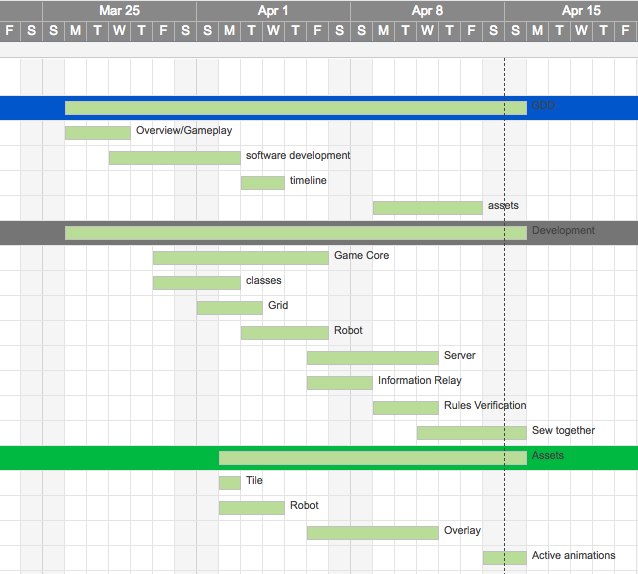 Mar 25 Apr 1 Apr 8 Apr 15
F S S M T W T F S S M T W T F S S M T W T F S S M T W T F
GDD
Overview/Gameplay
software development
timeline
assets
Development
Game Core
classes
Grid
Robot
Server
Information Relay
Rules Verification
Sew together
Assets
Tile
Robot
Overlay
Active animations